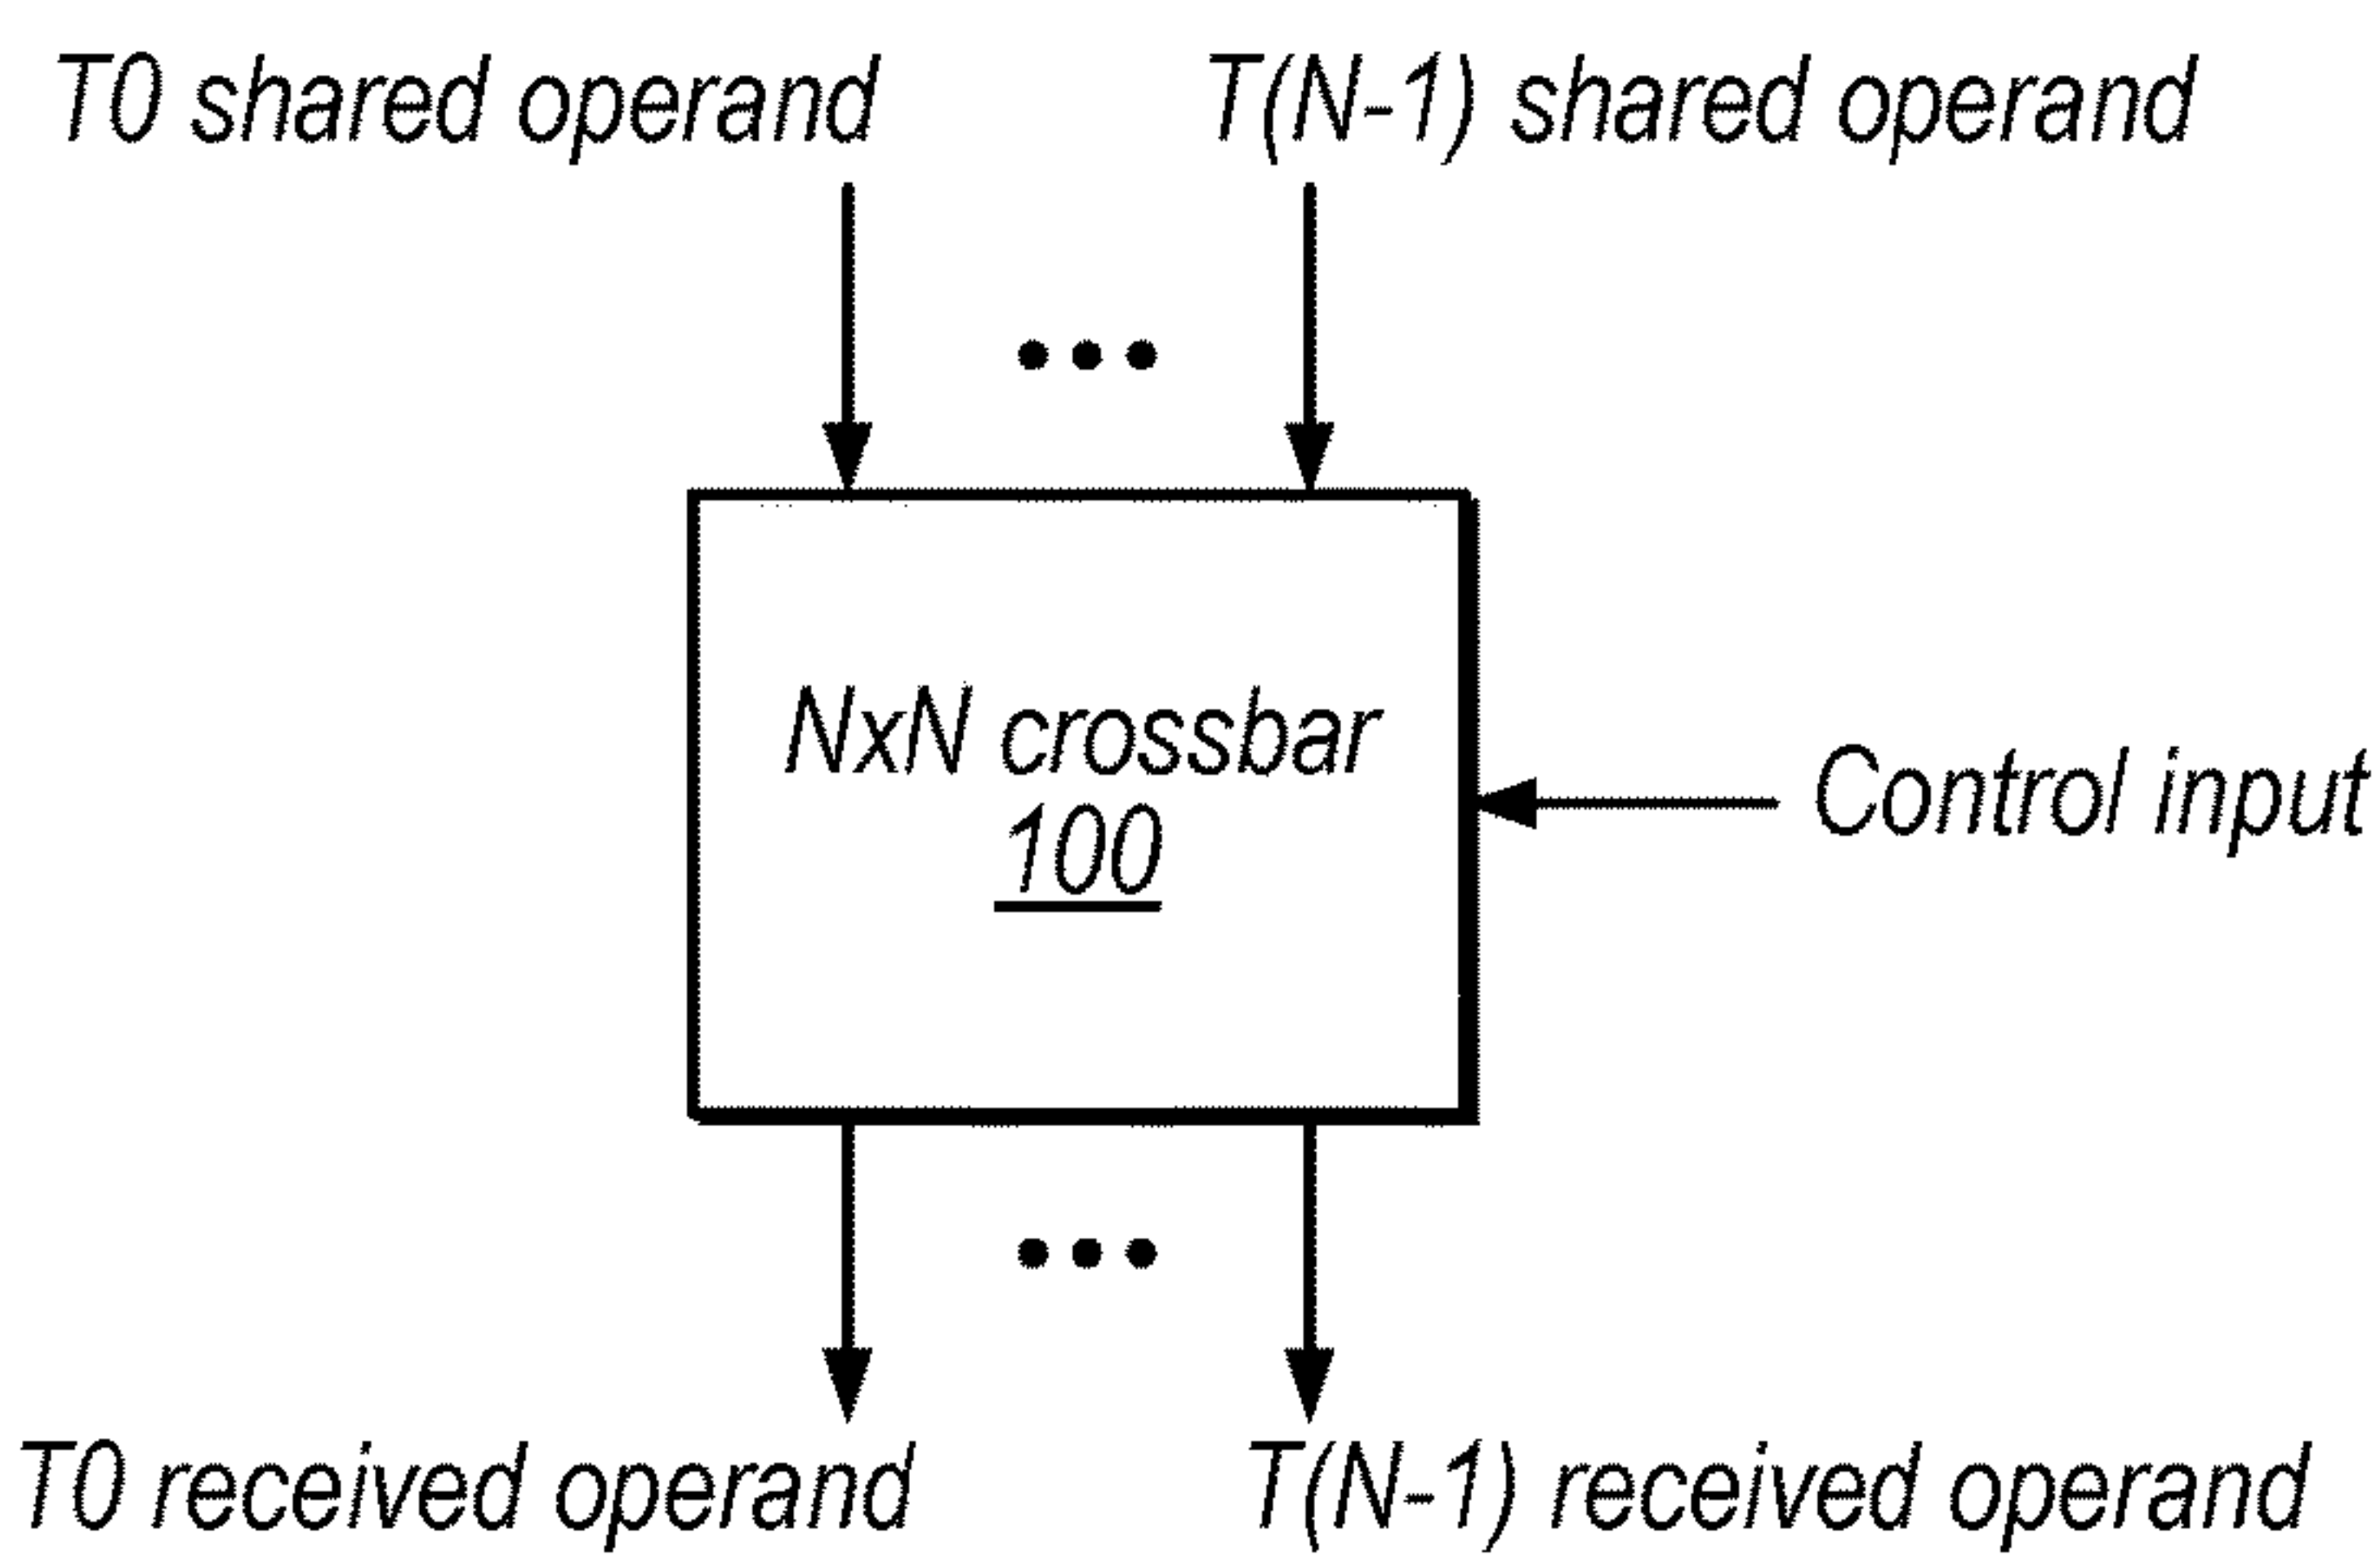 T0 shared operand
T(N-1) shared operand
NxN crossbar
100
Control input
T0 received operand
T(N-1) received operand